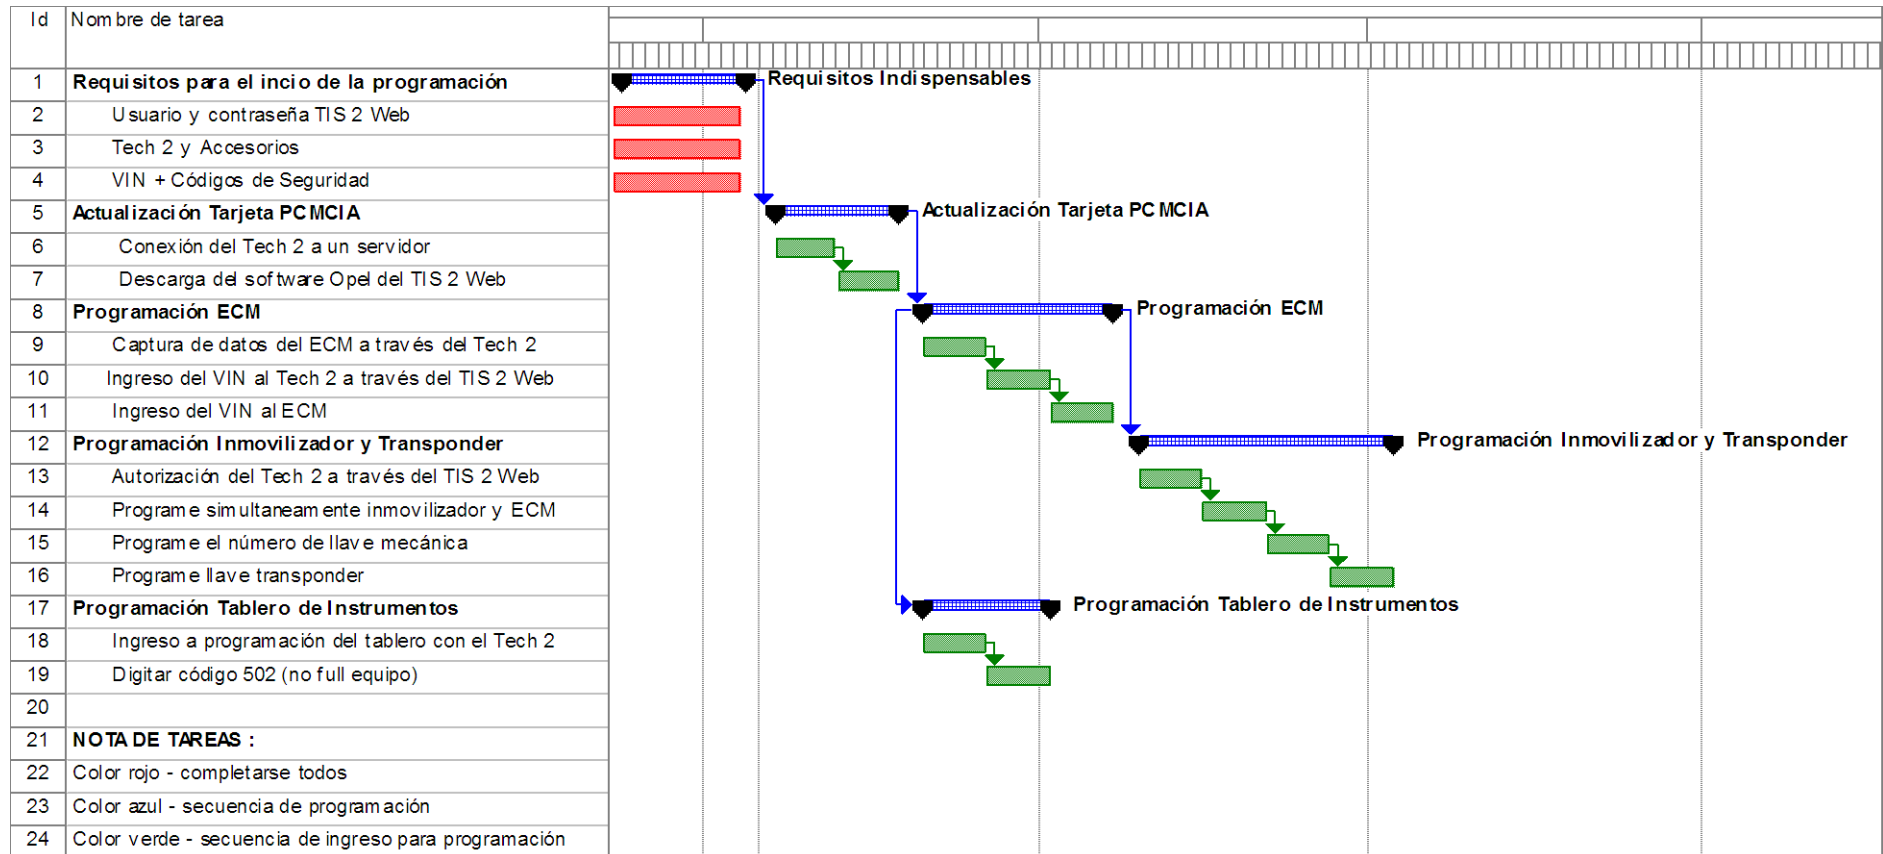 Id Nombre de tarea
1 Requisitos para el incio de la programación Requisitos Indispensables
2 Usuario y contraseña TIS 2 Web
3 Tech 2 y Accesorios
4 VIN + Códigos de Seguridad
5 Actualización Tarjeta PCMCIA Actualización Tarjeta PCMCIA
6 Conexión del Tech 2 a un servidor
7 Descarga del software Opel del TIS 2 Web
8 Programación ECM Programación ECM
9 Captura de datos del ECM a través del Tech 2
10 Ingreso del VIN al Tech 2 a través del TIS 2 Web
11 Ingreso del VIN al ECM
12 Programación Inmovilizador y Transponder Programación Inmovilizador y Transponder
13 Autorización del Tech 2 a través del TIS 2 Web
14 Programe simultaneamente inmovilizador y ECM
15 Programe el número de llave mecánica
16 Programe llave transponder
17 Programación Tablero de Instrumentos Programación Tablero de Instrumentos
18 Ingreso a programación del tablero con el Tech 2
19 Digitar código 502 (no full equipo)
20
21 NOTA DE TAREAS :
22 Color rojo - completarse todos
23 Color azul - secuencia de programación
24 Color verde - secuencia de ingreso para programación